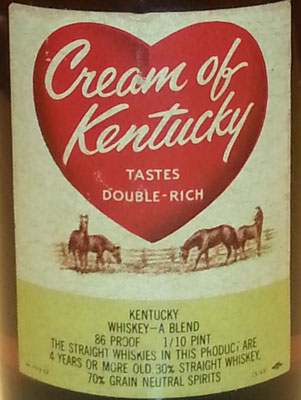 Cream of
Kentucky
TASTES
DOUBLE-RICH
KENTUCKY
WHISKEY—A BLEND
86 PROOF 1/10 PINT
THE STRAIGHT WHISKIES IN THIS PRODUCT ARE
4 YEARS OR MORE OLD 30% STRAIGHT WHISKEY.
70% GRAIN NEUTRAL SPIRITS